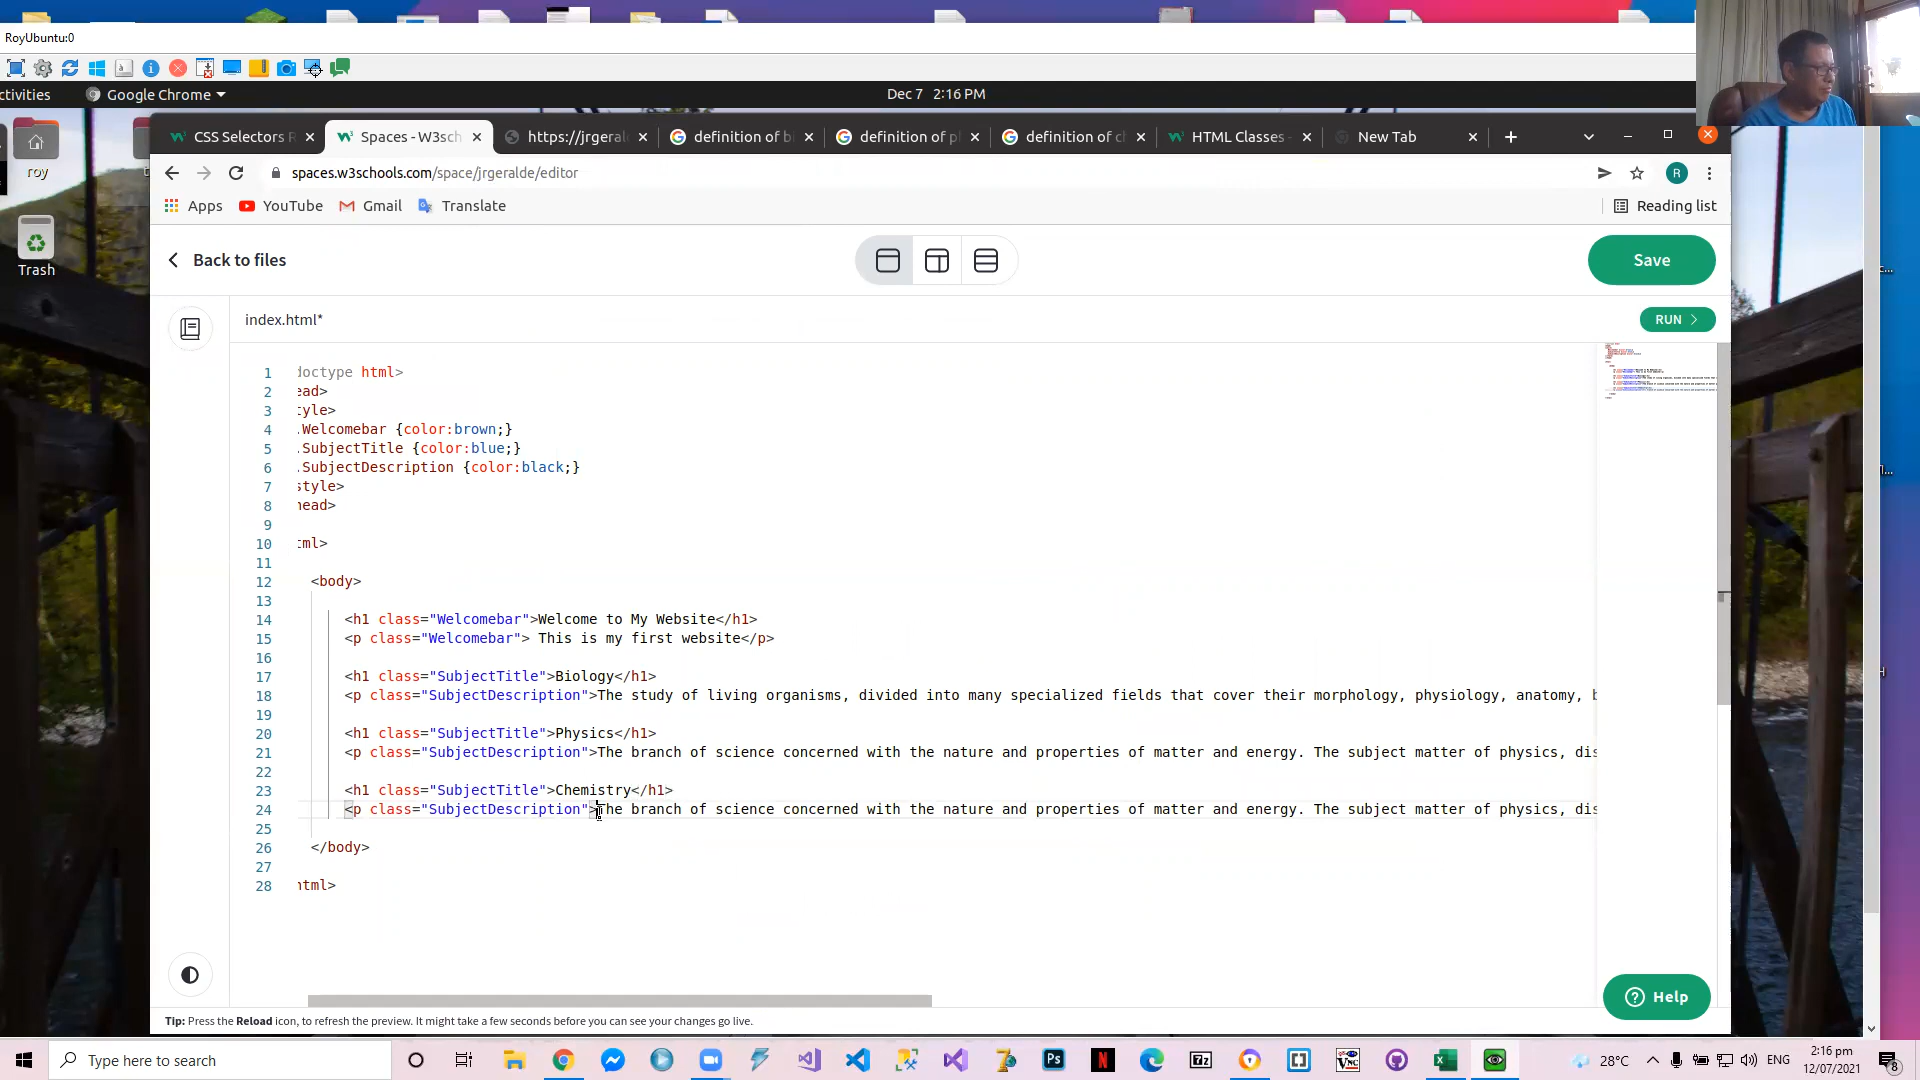 RoyUbuntu:0
ctivities
Google Chrome
Dec 7 2:16 PM
CSS Selectors R
Spaces - W3sch
https://jrgeral
definition of b
definition of p
definition of c
HTML Classes -
New Tab
spaces.w3schools.com/space/jrgeralde/editor
R
Apps
YouTube
Gmail
Translate
Reading list
roy
Trash
Back to files
Save
index.html*
RUN
1 doctype html>
2 ead>
3 tyle>
4 .Welcomebar {color:brown;}
5 .SubjectTitle {color:blue;}
6 .SubjectDescription {color:black;}
7 style>
8 head>
9
10 tml>
11
12 <body>
13
14 <h1 class="Welcomebar">Welcome to My Website</h1>
15 <p class="Welcomebar"> This is my first website</p>
16
17 <h1 class="SubjectTitle">Biology</h1>
18 <p class="SubjectDescription">The study of living organisms, divided into many specialized fields that cover their morphology, physiology, anatomy, b
19
20 <h1 class="SubjectTitle">Physics</h1>
21 <p class="SubjectDescription">The branch of science concerned with the nature and properties of matter and energy. The subject matter of physics, dis
22
23 <h1 class="SubjectTitle">Chemistry</h1>
24 <p class="SubjectDescription">The branch of science concerned with the nature and properties of matter and energy. The subject matter of physics, dis
25
26 </body>
27
28 html>
Help
Tip: Press the Reload icon, to refresh the preview. It might take a few seconds before you can see your changes go live.
Type here to search
Ps
N
7z
28°C
ENG
2:16 pm
12/07/2021
8